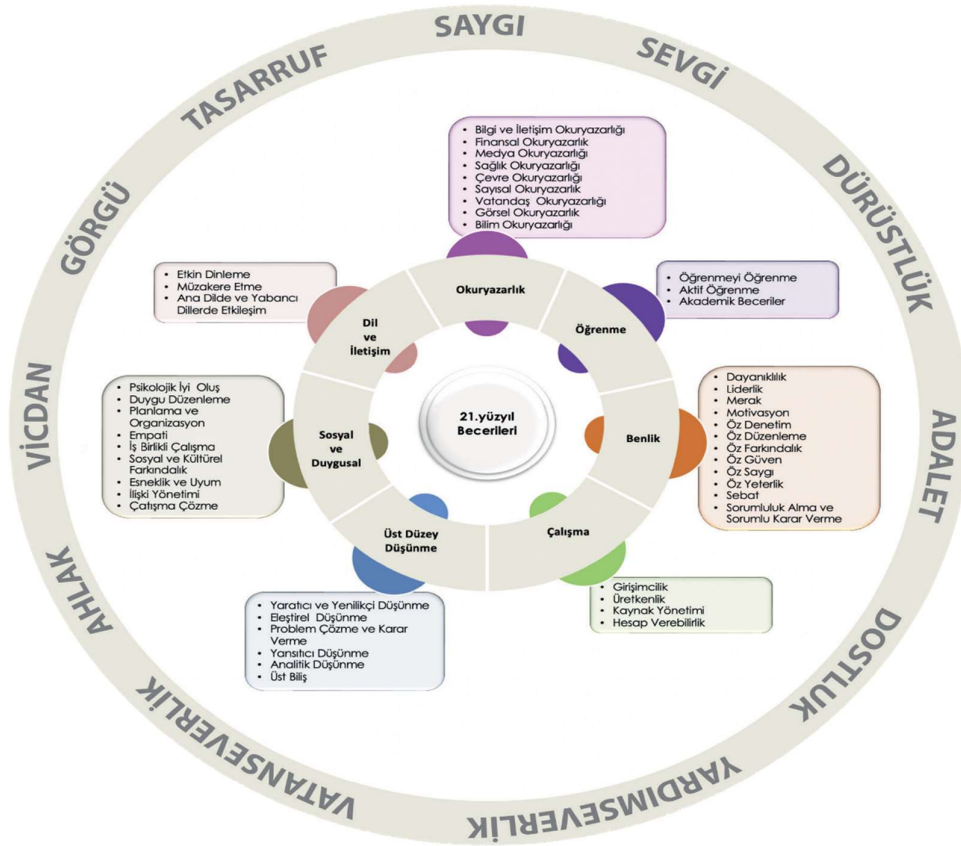 SAYGI
SEVGİ
DÜRÜSTLÜK
ADALET
DOSTLUK
YARDIMSEVERLİK
VATANSEVERLİK
AHLAK
VİCDAN
GÖRGÜ
TASARRUF
• Bilgi ve İletişim Okuryazarlığı
• Finansal Okuryazarlık
• Medya Okuryazarlığı
• Sağlık Okuryazarlığı
• Çevre Okuryazarlığı
• Sayısal Okuryazarlık
• Vatandaş Okuryazarlığı
• Görsel Okuryazarlık
• Bilim Okuryazarlığı
Okuryazarlık
• Öğrenmeyi Öğrenme
• Aktif Öğrenme
• Akademik Beceriler
Öğrenme
• Dayanıklılık
• Liderlik
• Merak
• Motivasyon
• Öz Denetim
• Öz Düzenleme
• Öz Farkındalık
• Öz Güven
• Öz Saygı
• Öz Yeterlik
• Sebat
• Sorumluluk Alma ve
Sorumlu Karar Verme
Benlik
• Girişimcilik
• Üretkenlik
• Kaynak Yönetimi
• Hesap Verebilirlik
Çalışma
• Yaratıcı ve Yenilikçi Düşünme
• Eleştirel Düşünme
• Problem Çözme ve Karar
Verme
• Yansıtıcı Düşünme
• Analitik Düşünme
• Üst Biliş
Üst Düzey
Düşünme
• Psikolojik İyi Oluş
• Duygu Düzenleme
• Planlama ve
Organizasyon
• Empati
• İş Birlikli Çalışma
• Sosyal ve Kültürel
Farkındalık
• Esneklik ve Uyum
• İlişki Yönetimi
• Çatışma Çözme
Sosyal
ve
Duygusal
• Etkin Dinleme
• Müzakere Etme
• Ana Dilde ve Yabancı
Dillerde Etkileşim
Dil
ve
İletişim
21.yüzyıl
Becerileri